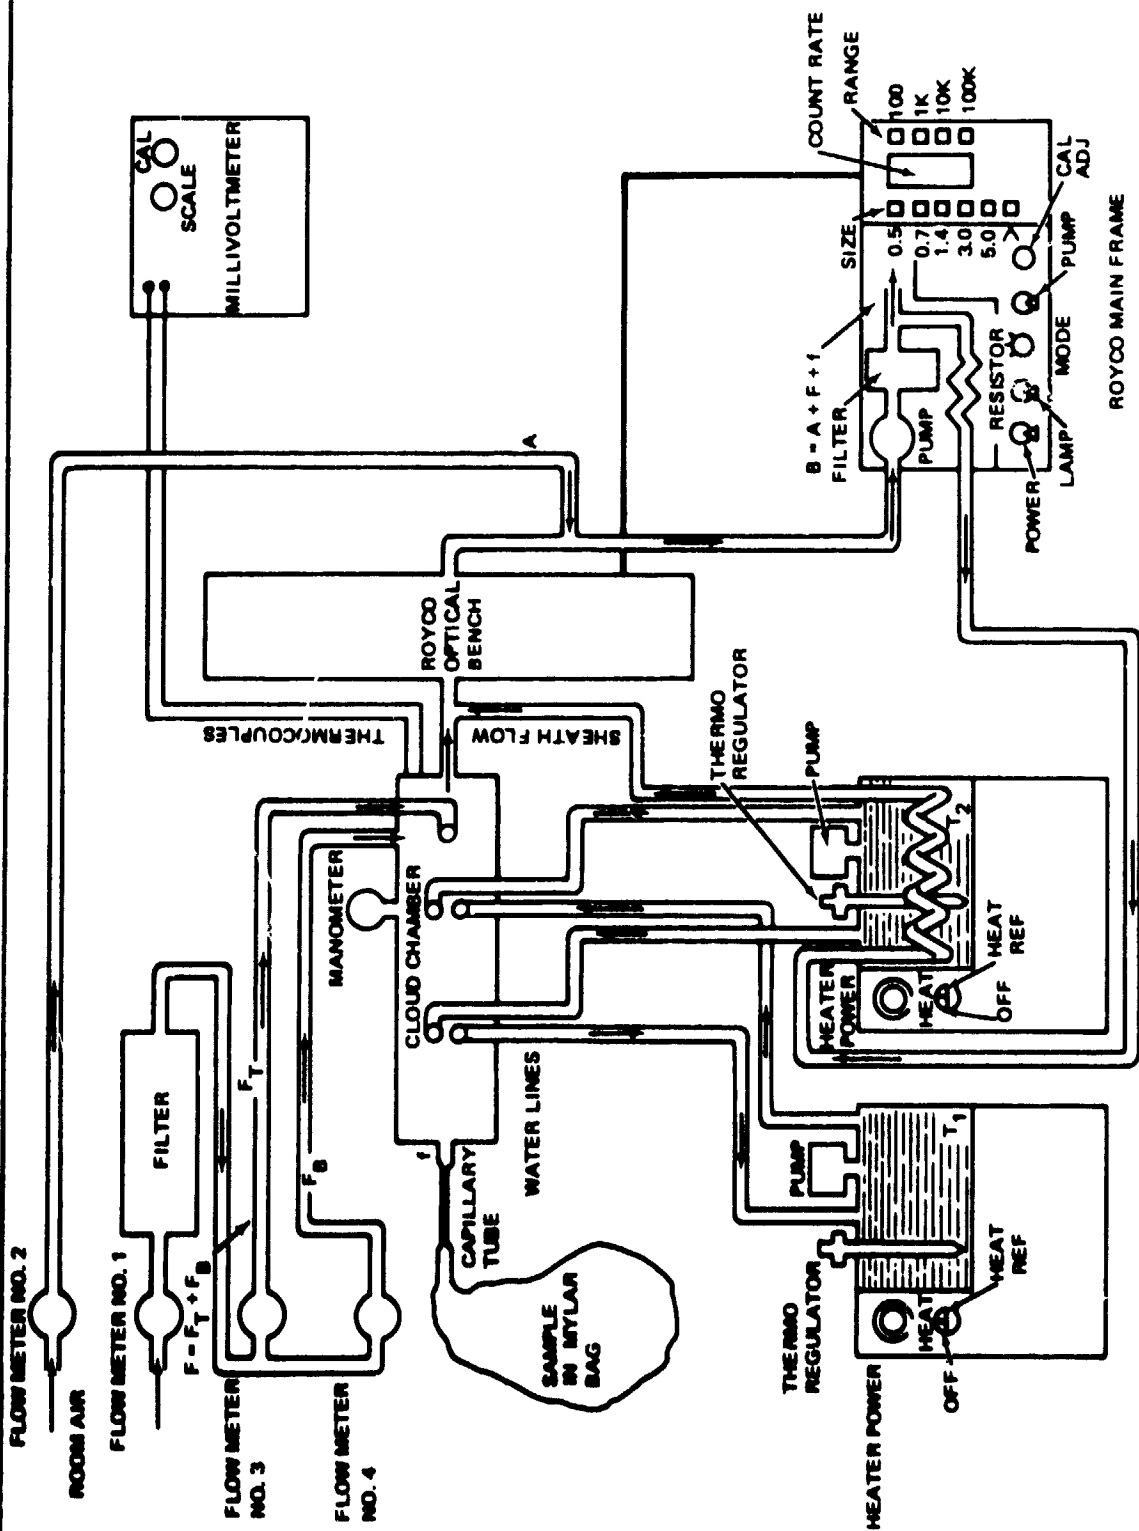 FLOW METER NO. 2
ROOM AIR
FLOW METER NO. 1
F = F_T + F_B
FILTER
FLOW METER
NO. 3
FLOW METER
NO. 4
F_T
F_B
MANOMETER
CLOUD CHAMBER
f
CAPILLARY
TUBE
SAMPLE
IN MYLAR
BAG
WATER LINES
CAL
SCALE
MILLIVOLTMETER
THERMOCOUPLES
SHEATH FLOW
ROYCO
OPTICAL
BENCH
A
THERMO
REGULATOR
PUMP
T_2
HEATER
POWER
HEAT
OFF
HEAT
REF
THERMO
REGULATOR
PUMP
T_1
HEATER POWER
HEAT
OFF
HEAT
REF
B = A + F + f
FILTER
PUMP
SIZE
0.5
0.7
1.4
3.0
5.0
COUNT RATE
RANGE
100
1K
10K
100K
RESISTOR
POWER
LAMP
MODE
PUMP
CAL
ADJ
ROYCO MAIN FRAME